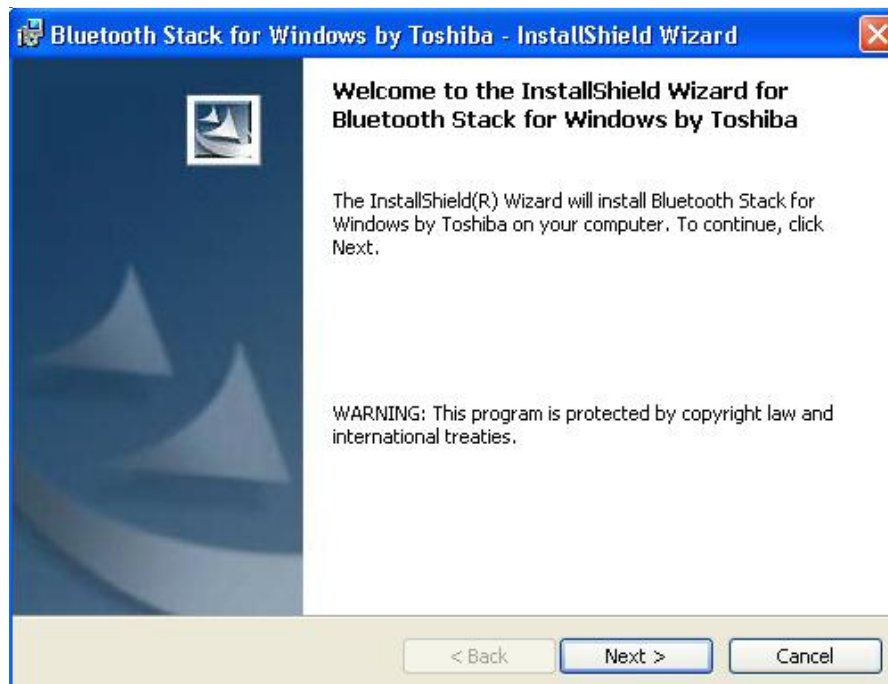 Bluetooth Stack for Windows by Toshiba - InstallShield Wizard
Welcome to the InstallShield Wizard for
Bluetooth Stack for Windows by Toshiba
The InstallShield(R) Wizard will install Bluetooth Stack for
Windows by Toshiba on your computer. To continue, click
Next.
WARNING: This program is protected by copyright law and
international treaties.
< Back
Next >
Cancel